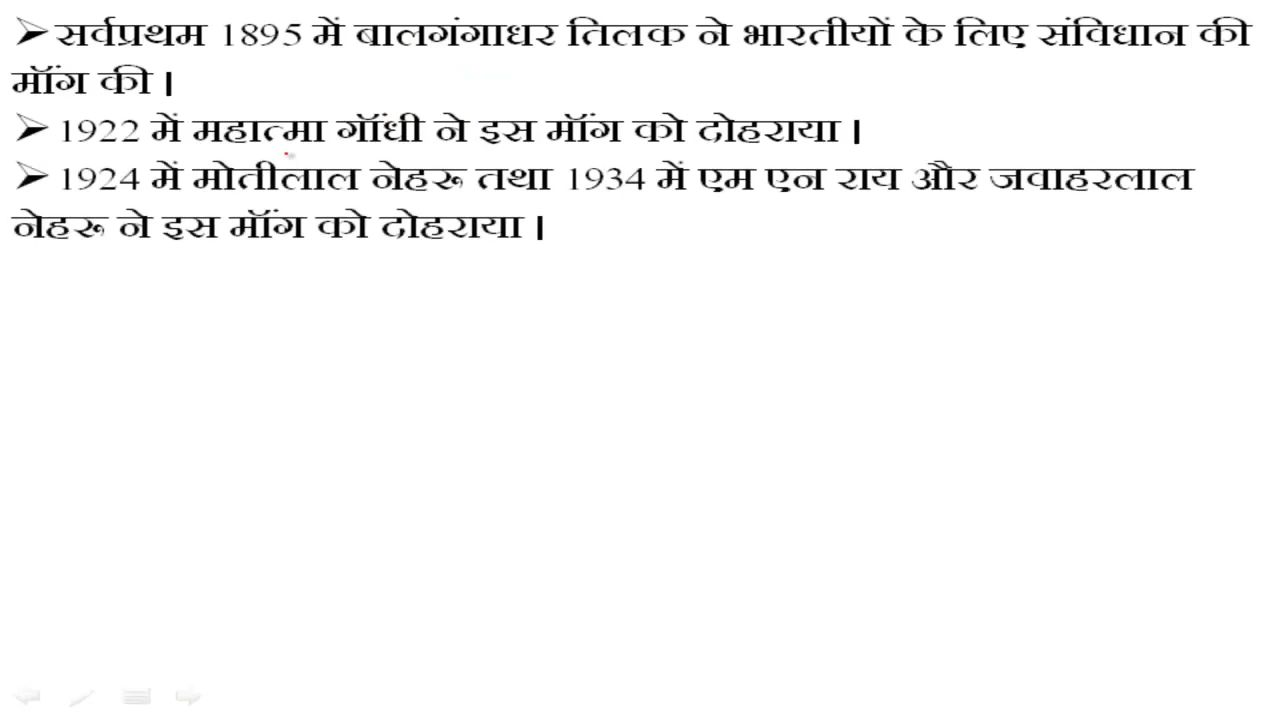 ➢सर्वप्रथम 1895 में बालगंगाधर तिलक ने भारतीयों के लिए संविधान की
मॉंग की ।
➢1922 में महात्मा गॉंधी ने इस मॉंग को दोहराया ।
➢1924 में मोतीलाल नेहरू तथा 1934 में एम एन राय और जवाहरलाल
नेहरू ने इस मॉंग को दोहराया ।